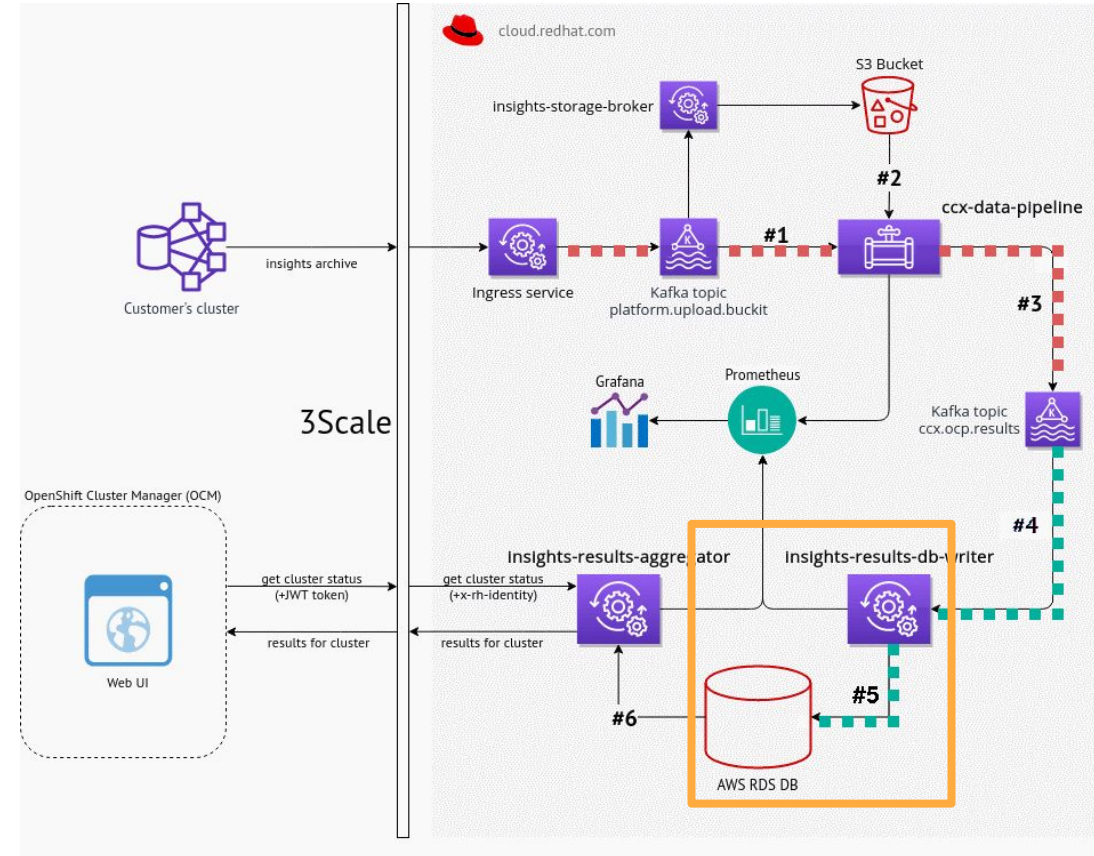 cloud.redhat.com
S3 Bucket
insights-storage-broker
#2
ccx-data-pipeline
#1
insights archive
Ingress service
Kafka topic
platform.upload.buckit
Customer's cluster
#3
Grafana
Prometheus
3Scale
Kafka topic
ccx.ocp.results
OpenShift Cluster Manager (OCM)
#4
insights-results-aggregator
insights-results-db-writer
get cluster status
(+JWT token)
get cluster status
(+x-rh-identity)
results for cluster
results for cluster
Web UI
#5
#6
AWS RDS DB